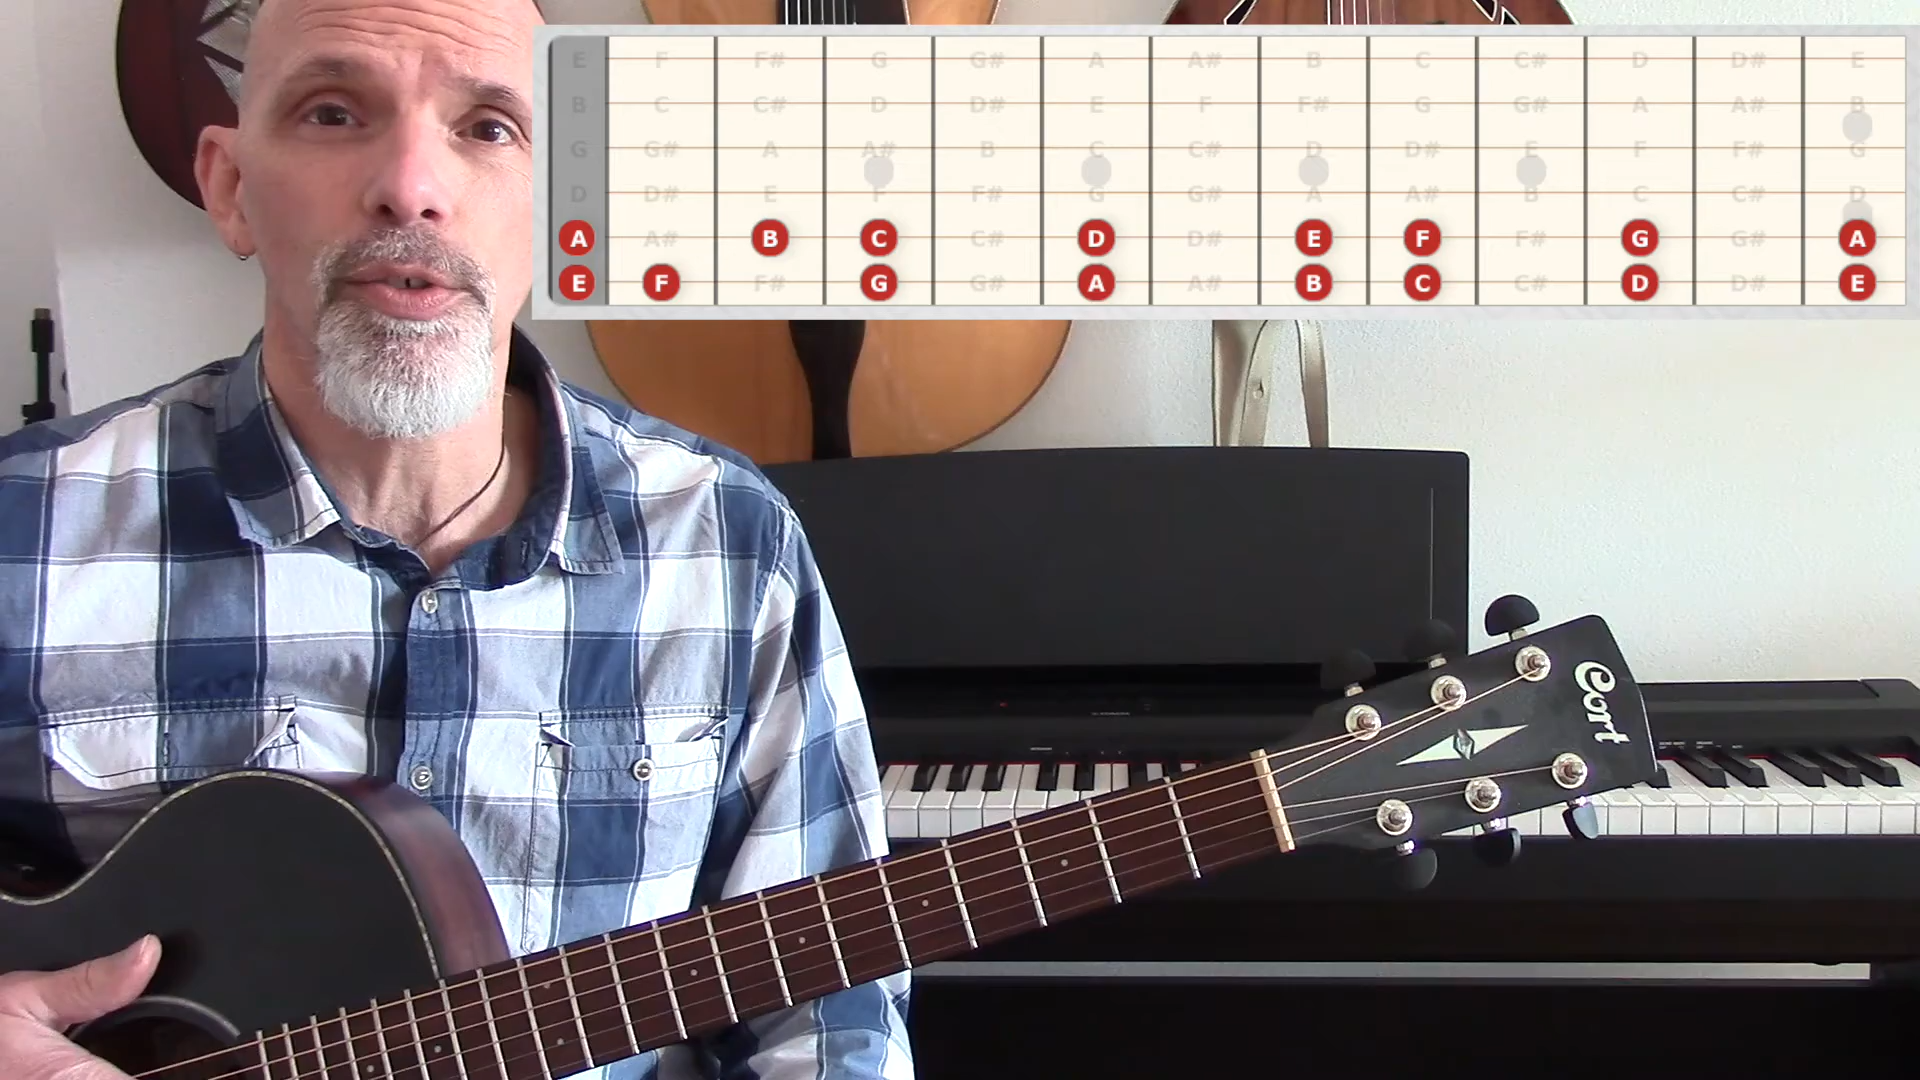 E F F# G G# A A# B C C# D D# E
B C C# D D# E F F# G G# A A# B
G G# A A# B C C# D D# E F F# G
D D# E F F# G G# A A# B C C# D
A A# B C C# D D# E F F# G G# A
E F F# G G# A A# B C C# D D# E
Cort